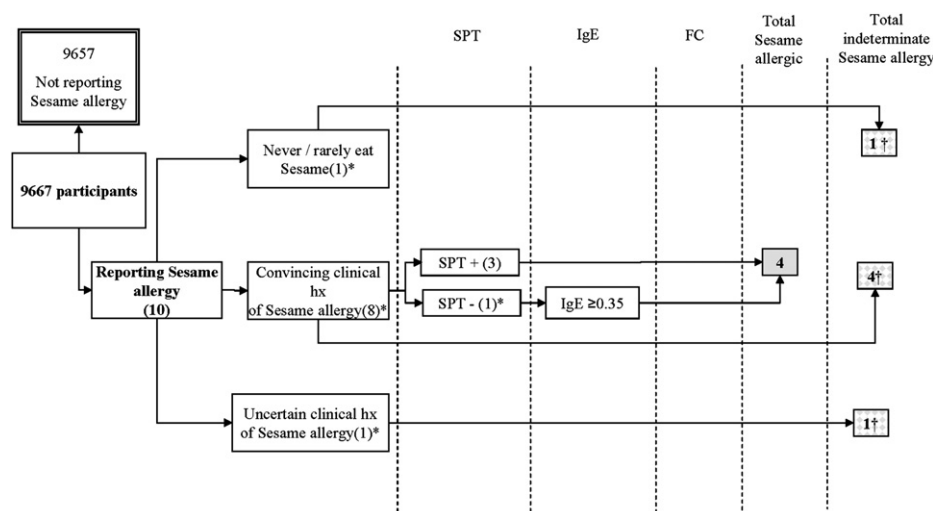 SPT
IgE
FC
Total
Sesame
allergic
Total
indeterminate
Sesame allergy
9657
Not reporting
Sesame allergy
Never / rarely eat
Sesame(1)*
1 †
9667 participants
Reporting Sesame
allergy
(10)
Convincing clinical
hx
of Sesame allergy(8)*
SPT + (3)
4
SPT - (1)*
IgE ≥0.35
4†
Uncertain clinical hx
of Sesame allergy(1)*
1†